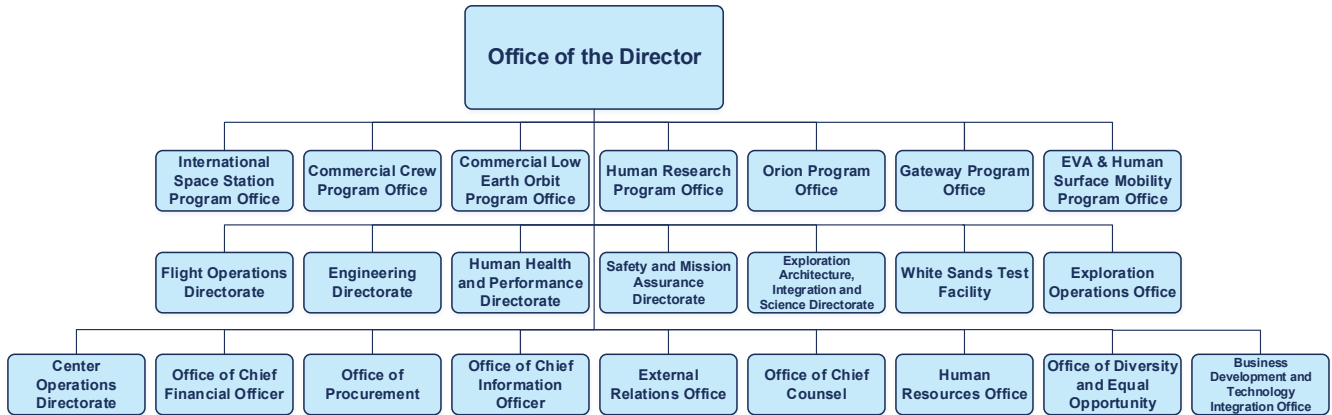 Office of the Director
International
Space Station
Program Office
Commercial Crew
Program Office
Commercial Low
Earth Orbit
Program Office
Human Research
Program Office
Orion Program
Office
Gateway Program
Office
EVA & Human
Surface Mobility
Program Office
Flight Operations
Directorate
Engineering
Directorate
Human Health
and Performance
Directorate
Safety and Mission
Assurance
Directorate
Exploration
Architecture,
Integration and
Science Directorate
White Sands Test
Facility
Exploration
Operations Office
Center
Operations
Directorate
Office of Chief
Financial Officer
Office of
Procurement
Office of Chief
Information
Officer
External
Relations Office
Office of Chief
Counsel
Human
Resources Office
Office of Diversity
and Equal
Opportunity
Business
Development and
Technology
Integration Office